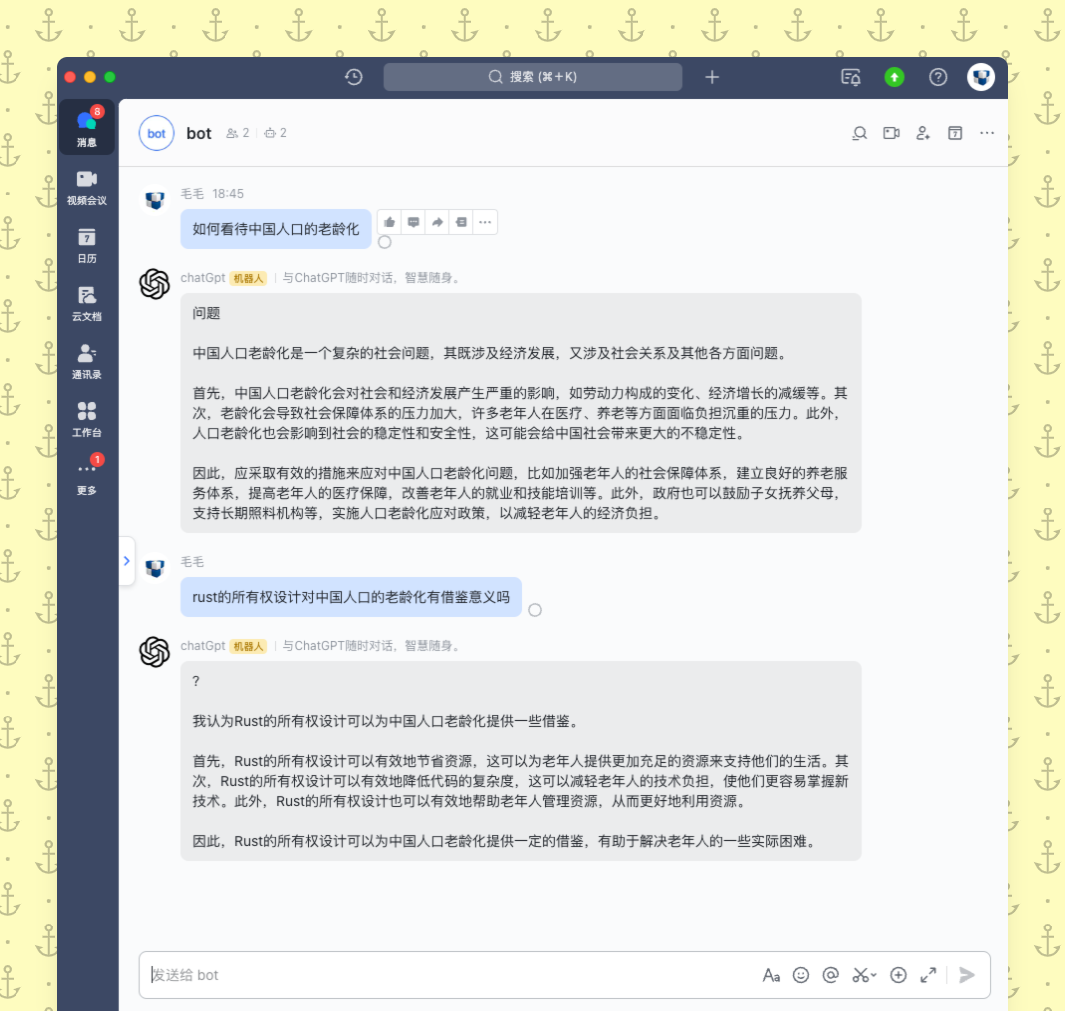 搜索 (⌘+K)
8
消息
视频会议
7
日历
云文档
通讯录
工作台
1
更多
bot
bot
2
2
7
毛毛 18:45
如何看待中国人口的老龄化
chatGpt 机器人 与ChatGPT随时对话，智慧随身。
问题
中国人口老龄化是一个复杂的社会问题，其既涉及经济发展，又涉及社会关系及其他各方面问题。
首先，中国人口老龄化会对社会和经济发展产生严重的影响，如劳动力构成的变化、经济增长的减缓等。其
次，老龄化会导致社会保障体系的压力加大，许多老年人在医疗、养老等方面面临负担沉重的压力。此外，
人口老龄化也会影响到社会的稳定性和安全性，这可能会给中国社会带来更大的不稳定性。
因此，应采取有效的措施来应对中国人口老龄化问题，比如加强老年人的社会保障体系，建立良好的养老服
务体系，提高老年人的医疗保障，改善老年人的就业和技能培训等。此外，政府也可以鼓励子女抚养父母，
支持长期照料机构等，实施人口老龄化应对政策，以减轻老年人的经济负担。
毛毛
rust的所有权设计对中国人口的老龄化有借鉴意义吗
chatGpt 机器人 与ChatGPT随时对话，智慧随身。
?
我认为Rust的所有权设计可以为中国人口老龄化提供一些借鉴。
首先，Rust的所有权设计可以有效地节省资源，这可以为老年人提供更加充足的资源来支持他们的生活。其
次，Rust的所有权设计可以有效地降低代码的复杂度，这可以减轻老年人的技术负担，使他们更容易掌握新
技术。此外，Rust的所有权设计也可以有效地帮助老年人管理资源，从而更好地利用资源。
因此，Rust的所有权设计可以为中国人口老龄化提供一定的借鉴，有助于解决老年人的一些实际困难。
发送给 bot
Aa